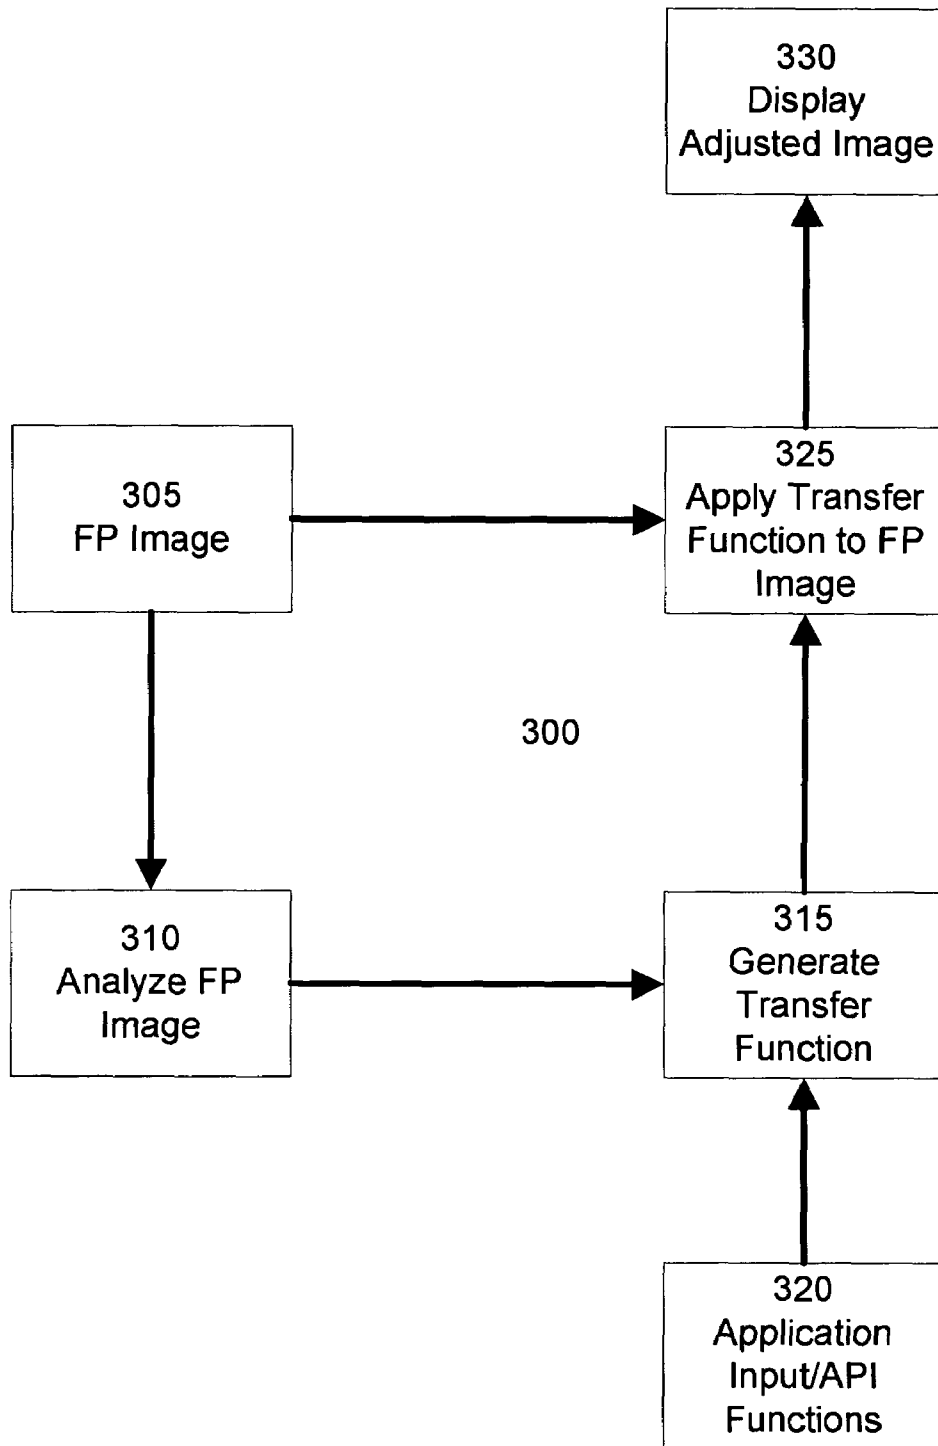 330
Display
Adjusted Image
305
FP Image
325
Apply Transfer
Function to FP
Image
300
310
Analyze FP
Image
315
Generate
Transfer
Function
320
Application
Input/API
Functions